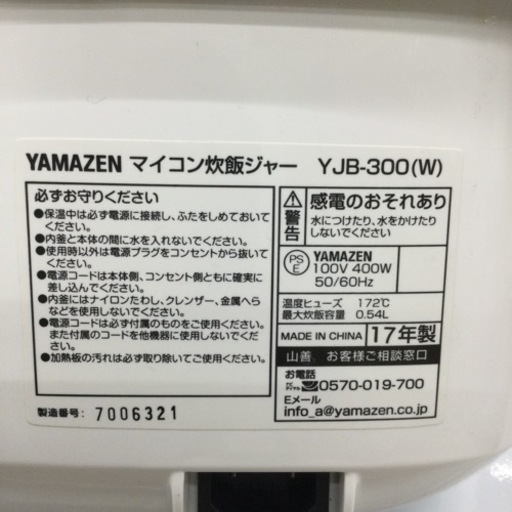 YAMAZEN マイコン炊飯ジャー YJB-300(W)
必ずお守りください
●保温中は必ず電源に接続し、ふたをしめておいて
ください。
●内釜と本体の間に水を入れないでください。
●使用時以外は電源プラグをコンセントから抜いて
ください。
●電源コードは本体側、コンセント側ともに確実に
差し込んでください。
●内釜にはナイロンたわし、クレンザー、金属へら
などを使用しないでください。
●電源コードは必ず付属のものをご使用ください。
また付属のコードを他機器に使用しないでくだ
さい。
●加熱板の汚れは必ず取り除いてご使用ください。
製造番号: 7006321
警告
感電のおそれあり
水につけたり、水をかけたり
しないでください
PSE
YAMAZEN
100V 400W
50/60Hz
温度ヒューズ 172℃
最大炊飯容量 0.54L
MADE IN CHINA 17年製
山善 お客様ご相談窓口
お電話
0570-019-700
Eメール
info_a@yamazen.co.jp